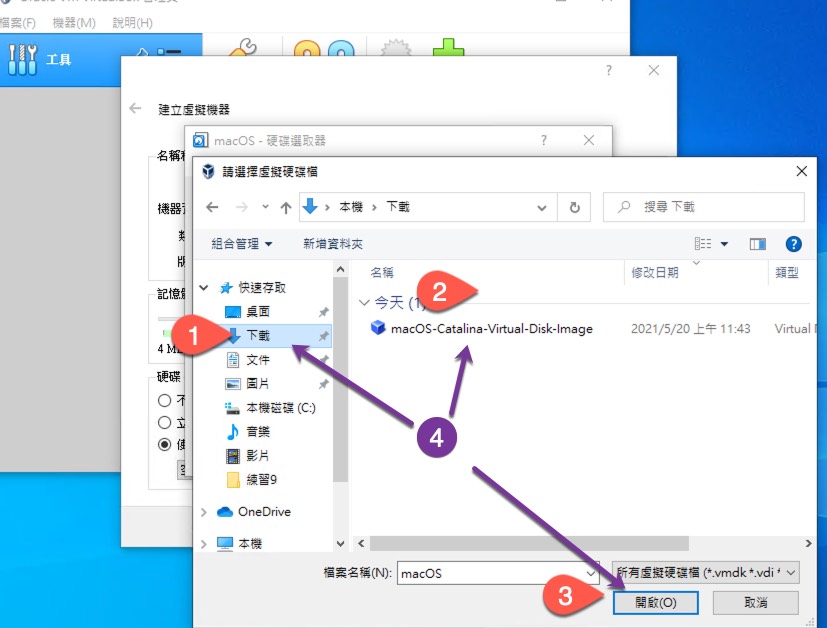 檔案(F) 機器(M) 說明(H)
工具
?
建立虛擬機器
macOS - 硬碟選取器 ?
請選擇虛擬硬碟檔
本機 下載
搜尋 下載
組合管理 新增資料夾
?
名稱 修改日期 類型
今天 (1)
macOS-Catalina-Virtual-Disk-Image 2021/5/20 上午 11:43 Virtual
快速存取
桌面
下載
文件
圖片
本機磁碟 (C:)
音樂
影片
練習9
OneDrive
本機
1
2
3
4
硬碟
4 M
檔案名稱(N): macOS
所有虛擬硬碟檔 (*.vmdk *.vdi *
開啟(O) 取消